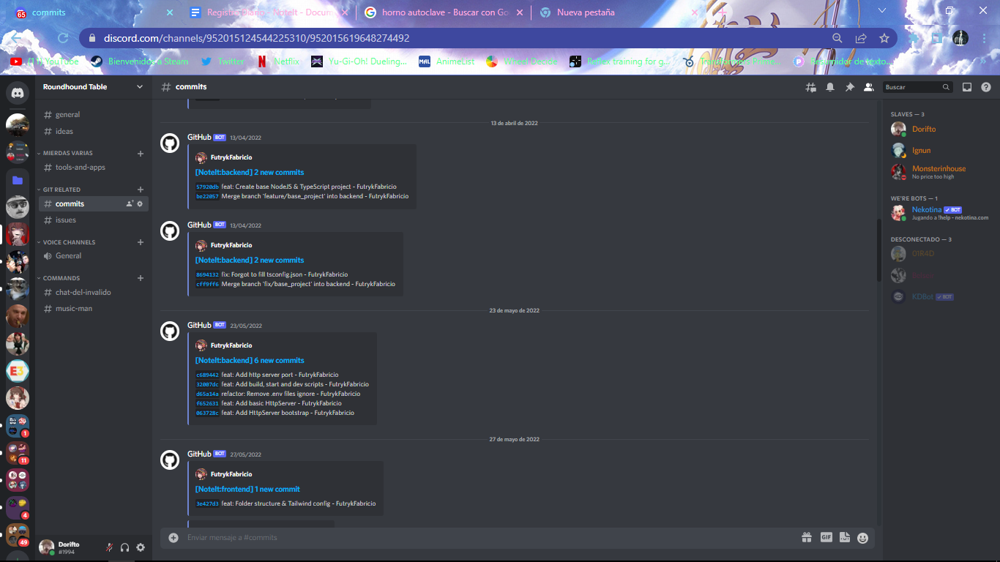 65
commits
Registro Diario - NoteIt - Docum
horno autoclave - Buscar con Go
Nueva pestaña
discord.com/channels/952015124544225310/952015619648274492
(11) YouTube
Bienvenido a Steam
Twitter
Netflix
Yu-Gi-Oh! Dueling...
MAL
AnimeList
Wheel Decide
Reflex training for g...
Resumidor de texto...
Roundhound Table
commits
Buscar
general
ideas
MIERDAS VARIAS
tools-and-apps
GIT RELATED
commits
issues
VOICE CHANNELS
General
COMMANDS
chat-del-invalido
music-man
E3
1
11
4
49
Dorifto
#1994
13 de abril de 2022
GitHub BOT 13/04/2022
FutrykFabricio
[NoteIt:backend] 2 new commits
57920db feat: Create base NodeJS & TypeScript project - FutrykFabricio
be22057 Merge branch 'feature/base_project' into backend - FutrykFabricio
GitHub BOT 13/04/2022
FutrykFabricio
[NoteIt:backend] 2 new commits
8694132 fix: Forgot to fill tsconfig.json - FutrykFabricio
cff9ff6 Merge branch 'fix/base_project' into backend - FutrykFabricio
23 de mayo de 2022
GitHub BOT 23/05/2022
FutrykFabricio
[NoteIt:backend] 6 new commits
c689442 feat: Add http server port - FutrykFabricio
32007dc feat: Add build, start and dev scripts - FutrykFabricio
d65a14a refactor: Remove .env files ignore - FutrykFabricio
f652631 feat: Add basic HttpServer - FutrykFabricio
063728c feat: Add HttpServer bootstrap - FutrykFabricio
27 de mayo de 2022
GitHub BOT 27/05/2022
FutrykFabricio
[NoteIt:frontend] 1 new commit
3e427d3 feat: Folder structure & Tailwind config - FutrykFabricio
Enviar mensaje a #commits
GIF
SLAVES — 3
Dorifto
Ignun
Monsterinhouse
No price too high
WE'RE BOTS — 1
Nekotina BOT
Jugando a !help - nekotina.com
DESCONECTADO — 3
01R4D
KDBot BOT